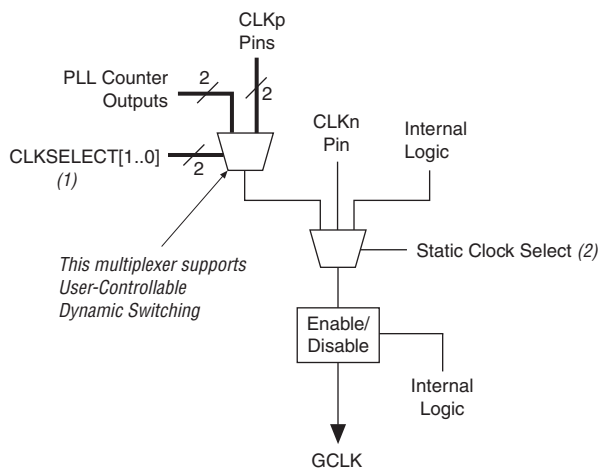 CLKp
Pins
PLL Counter
Outputs
2
2
CLKn
Pin
Internal
Logic
CLKSELECT[1..0]
(1)
2
Static Clock Select (2)
This multiplexer supports
User-Controllable
Dynamic Switching
Enable/
Disable
Internal
Logic
GCLK